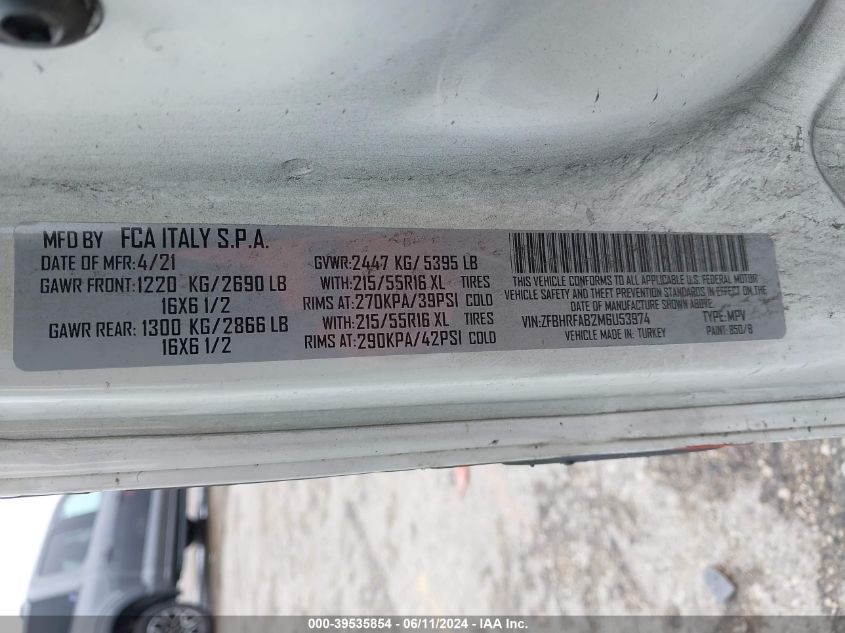 MFD BY FCA ITALY S.P.A.
DATE OF MFR:4/21 GVWR:2447 KG/5395 LB
GAWR FRONT:1220 KG/2690 LB WITH:215/55R16 XL TIRES
16X6 1/2 RIMS AT:270KPA/39PSI COLD
GAWR REAR:1300 KG/2866 LB WITH:215/55R16 XL TIRES
16X6 1/2 RIMS AT:290KPA/42PSI COLD
THIS VEHICLE CONFORMS TO ALL APPLICABLE U.S. FEDERAL MOTOR
VEHICLE SAFETY BUMPER, AND THEFT PREVENTION STANDARDS IN EFFECT ON THE
DATE OF MANUFACTURE SHOWN ABOVE.
VIN:ZFBHRFAB2M6U53974 TYPE:MPV
VEHICLE MADE IN: TURKEY PAINT: 850/B
000-39535854 - 06/11/2024 - IAAI.com